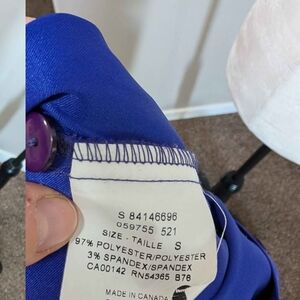 S 84146696
059755 521
SIZE - TAILLE S
97% POLYESTER/POLYESTER
3% SPANDEX/SPANDEX
CA00142 RN54365 B78
MADE IN CANADA